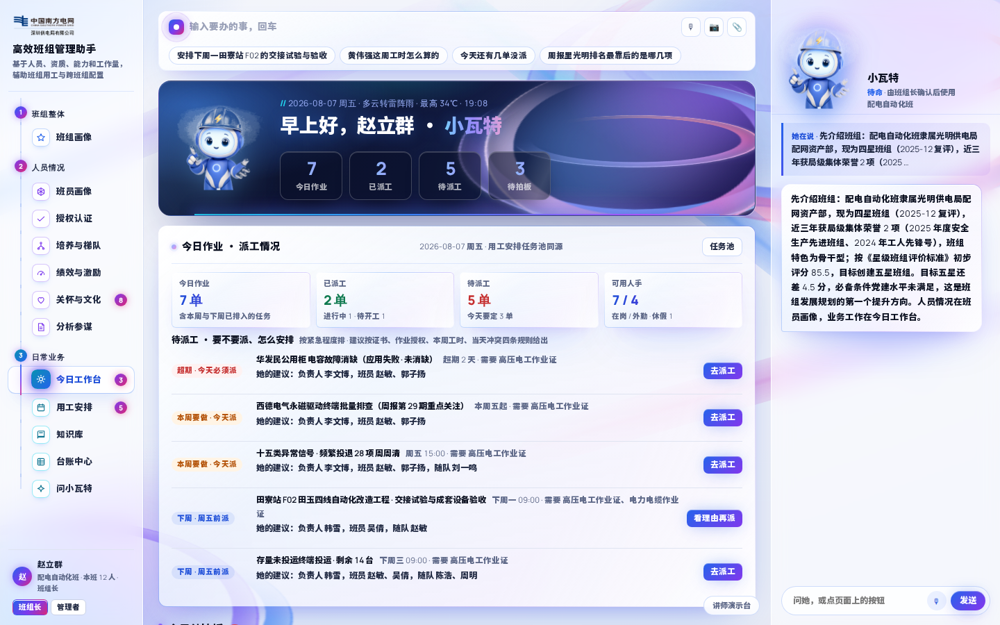 中国南方电网
CHINA SOUTHERN POWER GRID
深圳供电局有限公司
高效班组管理助手
基于人员、资质、能力和工作量，
辅助班组用工与跨班组配置
1 班组整体
班组画像
2 人员情况
班员画像
授权认证
培养与梯队
绩效与激励
关怀与文化 8
分析参谋
3 日常业务
今日工作台 3
用工安排 5
知识库
台账中心
问小瓦特
赵 赵立群
配电自动化班 · 本班 12 人 ·
班组长
班组长 管理者
输入要办的事，回车
安排下周一田寮站 F02 的交接试验与验收 黄伟强这周工时怎么算的 今天还有几单没派 周报里光明排名最靠后的是哪几项
// 2026-08-07 周五 · 多云转雷阵雨 · 最高 34℃ · 19:08
早上好，赵立群 · 小瓦特
7 2 5 3
今日作业 已派工 待派工 待拍板
今日作业 · 派工情况 2026-08-07 周五 · 用工安排任务池同源 任务池
今日作业 已派工 待派工 可用人手
7 单 2 单 5 单 7 / 4
含本周与下周已排入的任务 进行中 1 · 待开工 1 今天要定 3 单 在岗 / 外勤 · 休假 1
待派工 · 要不要派、怎么安排 按紧急程度排 · 建议按证书、作业授权、本周工时、当天冲突四条规则给出
超期 · 今天必须派
华发民公用柜电容故障消缺（应用失败 · 未消缺） 超期 2 天 · 需要 高压电工作业证
她的建议：负责人 李文博，班员 赵敏、郭子扬
去派工
本周要做 · 今天派
西德电气永磁驱动终端批量排查（周报第 29 期重点关注） 本周五起 · 需要 高压电工作业证
她的建议：负责人 李文博，班员 赵敏、郭子扬
去派工
本周要做 · 今天派
十五类异常信号 · 频繁投退 28 项周周清 周五 15:00 · 需要 高压电工作业证
她的建议：负责人 李文博，班员 赵敏、郭子扬，随队 刘一鸣
去派工
下周 · 周五前派
田寮站 F02 田玉四线自动化改造工程 · 交接试验与成套设备验收 下周一 09:00 · 需要 高压电工作业证、电力电缆作业
证
她的建议：负责人 韩雪，班员 吴倩，随队 赵敏
看理由再派
下周 · 周五前派
存量未投运终端投运 · 剩余 14 台 下周三 09:00 · 需要 高压电工作业证
她的建议：负责人 韩雪，班员 赵敏、吴倩，随队 陈浩、周明
去派工
讲师演示台
小瓦特
待命 · 由班组长确认后使用
配电自动化班
她在说 · 先介绍班组：配电自动化班隶属光明供电局
配网资产部，现为四星班组（2025-12 复评），近三
年获局级集体荣誉 2 项（2025 …
先介绍班组：配电自动化班隶属光明供电局配
网资产部，现为四星班组（2025-12 复评），
近三年获局级集体荣誉 2 项（2025 年度安全
生产先进班组、2024 年工人先锋号），班组
特色为骨干型；按《星级班组评价标准》初步
评分 85.5，目标创建五星班组。目标五星还
差 4.5 分，必备条件党建水平未满足，这是班
组发展规划的第一个提升方向。人员情况在班
员画像，业务工作在今日工作台。
问她，或点页面上的按钮
发送